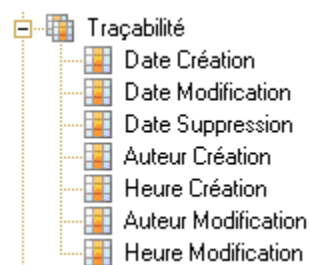 Traçabilité
Date Création
Date Modification
Date Suppression
Auteur Création
Heure Création
Auteur Modification
Heure Modification